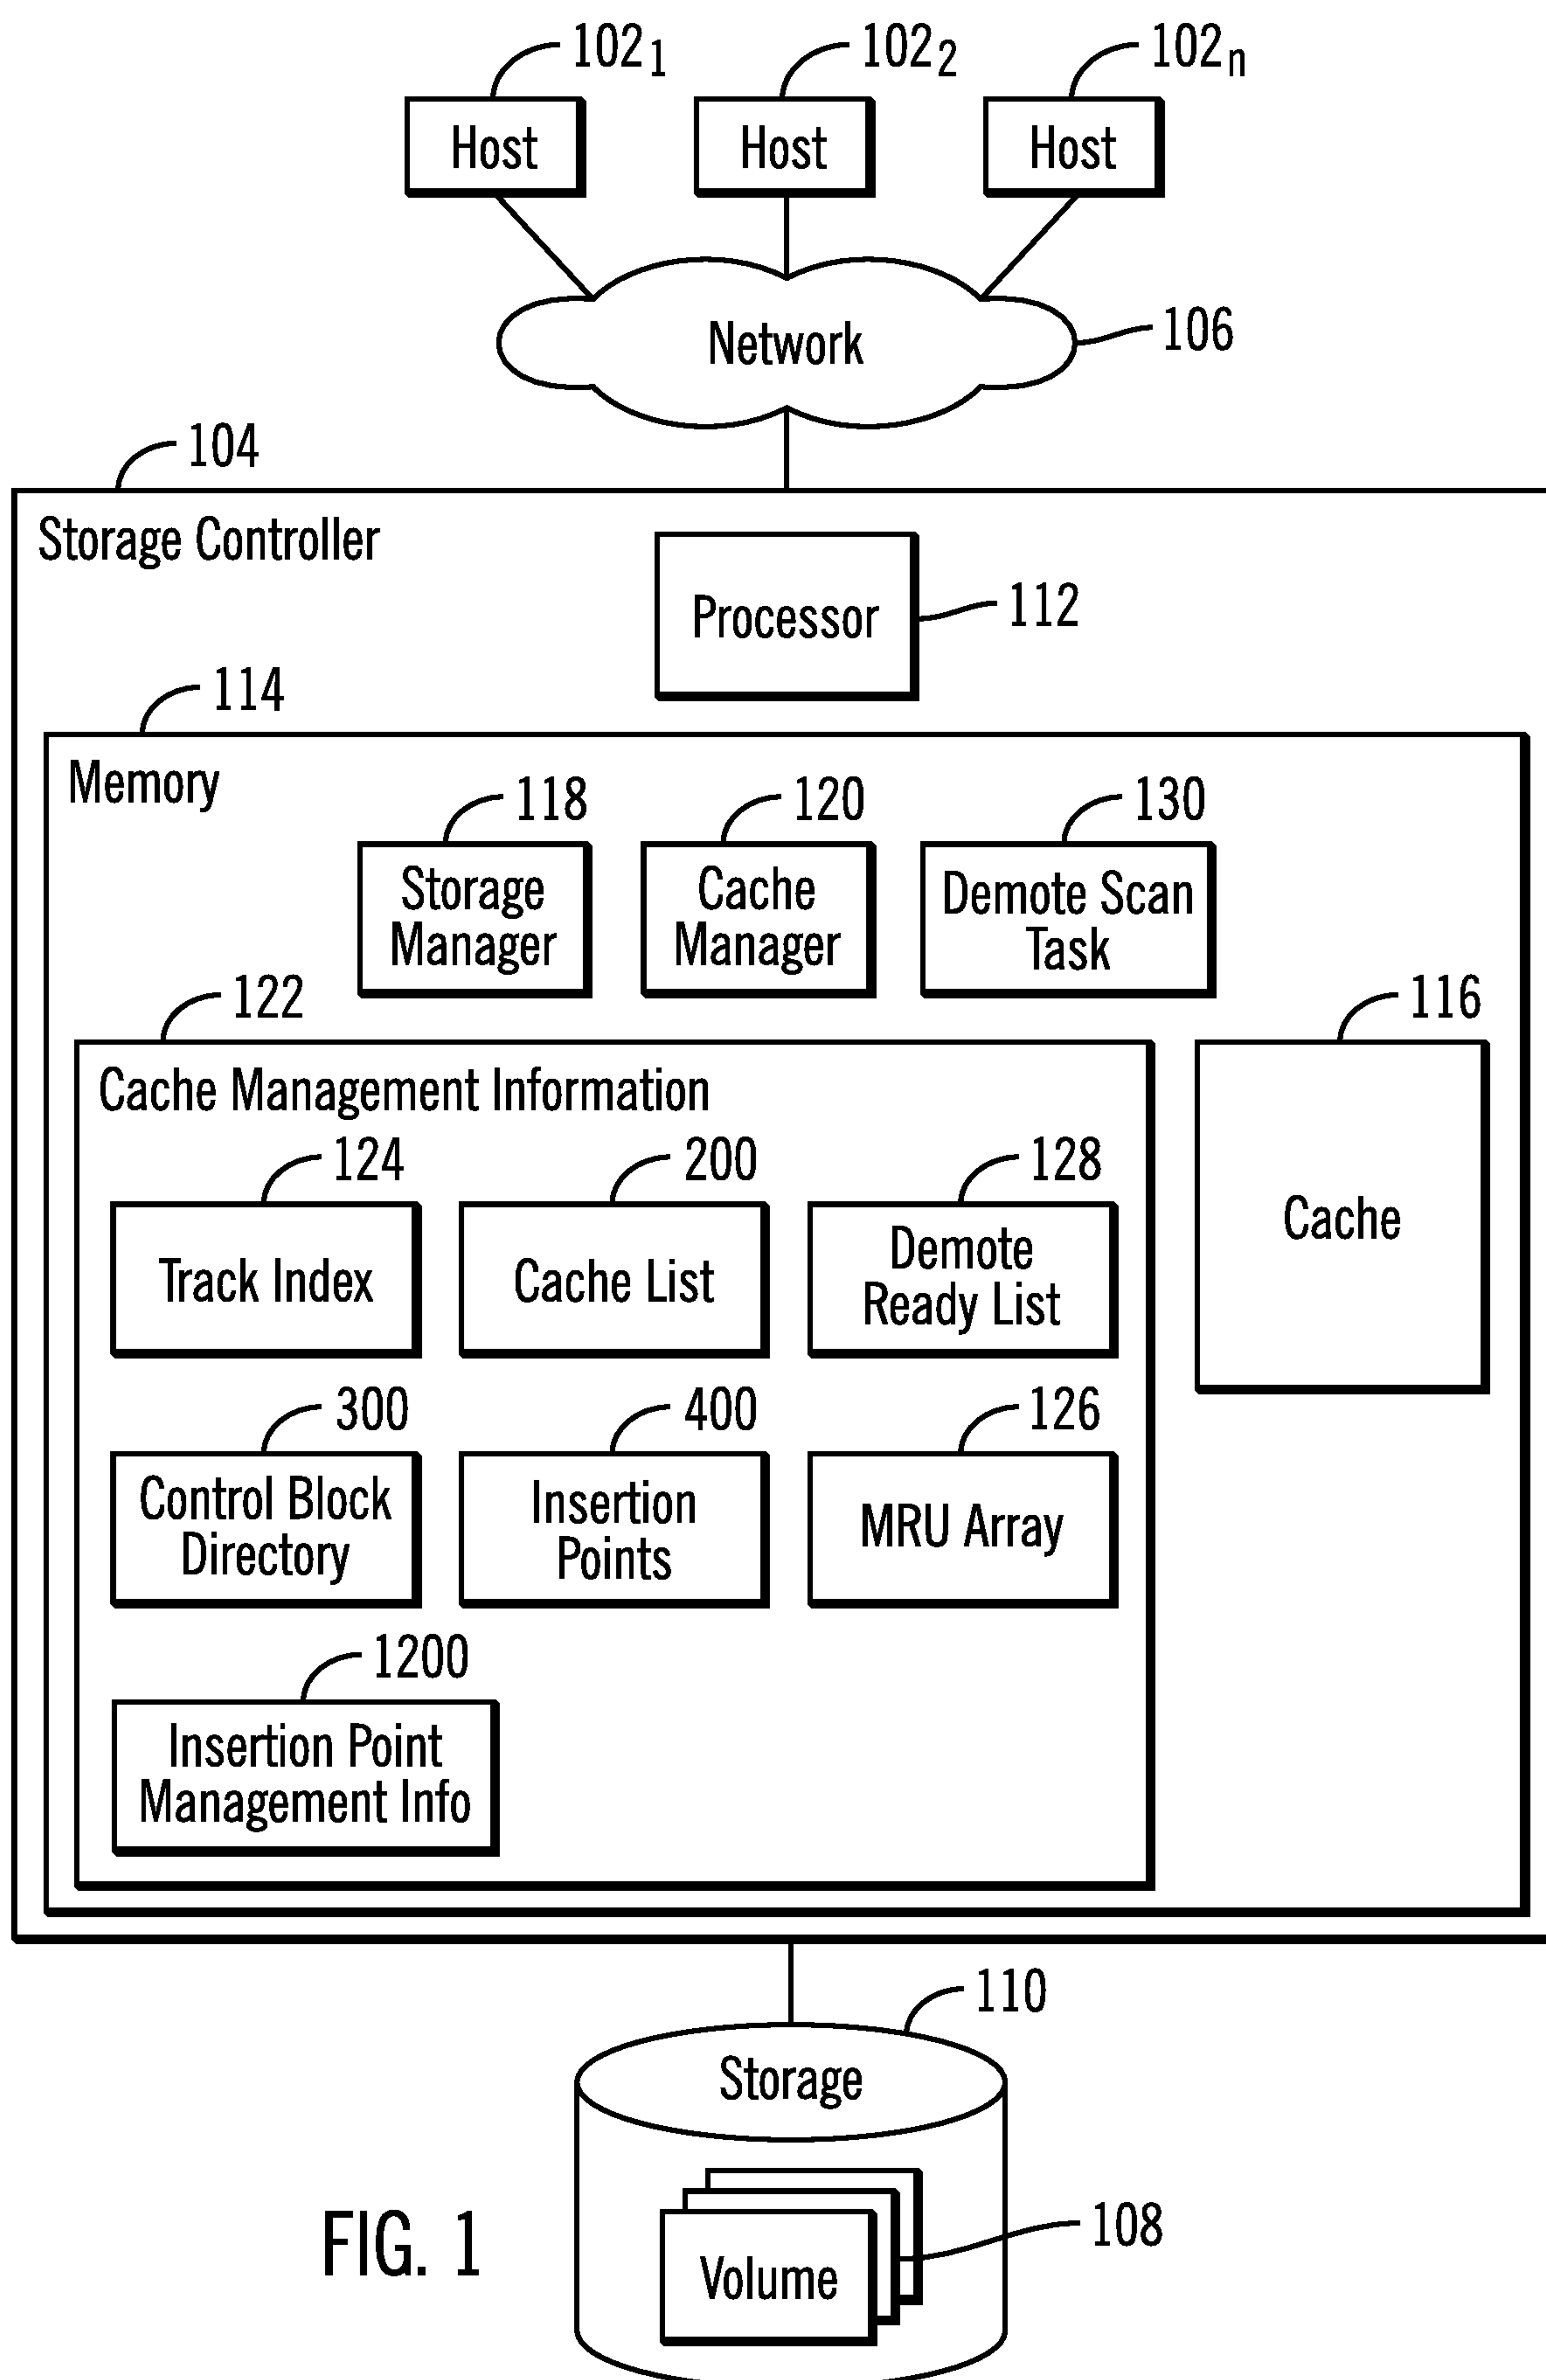 102₁ 102₂ 102ₙ
Host Host Host
Network
106
104
Storage Controller
Processor
112
114
Memory
118 120 130
Storage
Manager
Cache
Manager
Demote Scan
Task
122
116
Cache Management Information
Cache
124 200 128
Track Index
Cache List
Demote
Ready List
300 400 126
Control Block
Directory
Insertion
Points
MRU Array
1200
Insertion Point
Management Info
110
Storage
108
Volume
FIG. 1